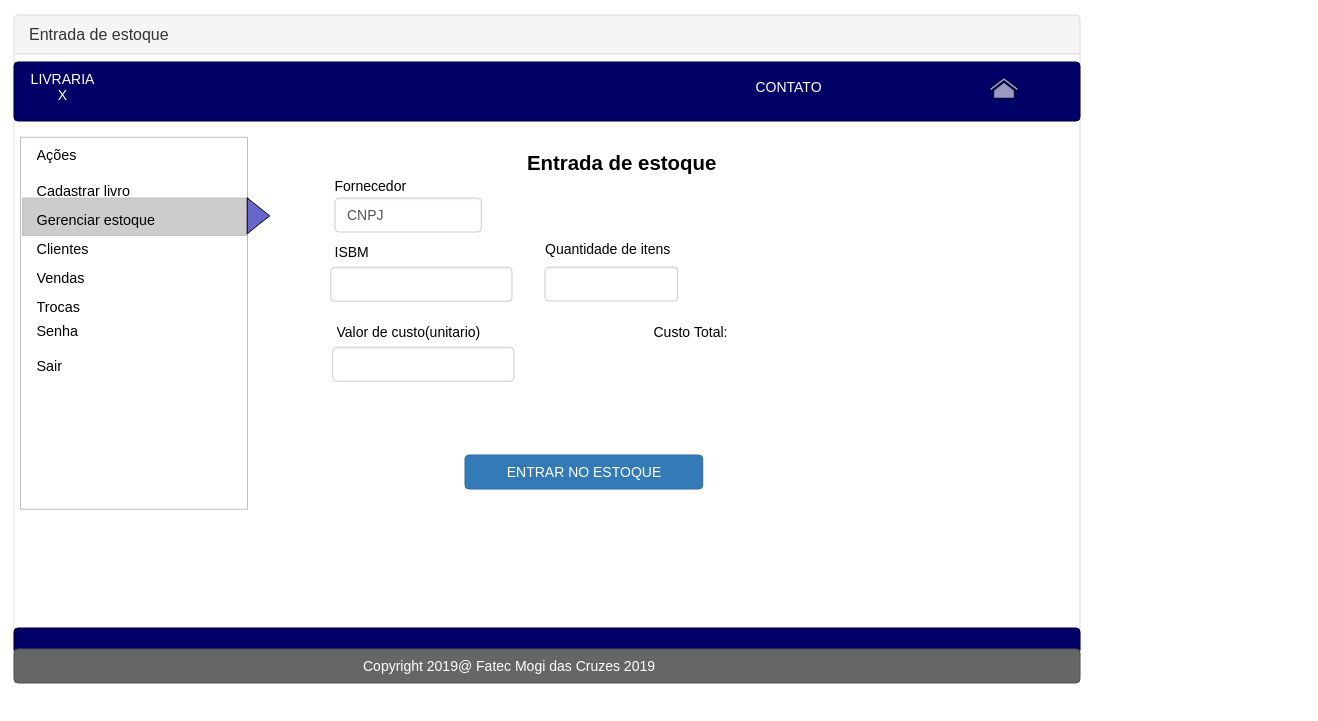 Entrada de estoque
LIVRARIA
X
CONTATO
Ações
Cadastrar livro
Gerenciar estoque
Clientes
Vendas
Trocas
Senha
Sair
Entrada de estoque
Fornecedor
CNPJ
ISBM
Quantidade de itens
Valor de custo(unitario)
Custo Total:
ENTRAR NO ESTOQUE
Copyright 2019@ Fatec Mogi das Cruzes 2019